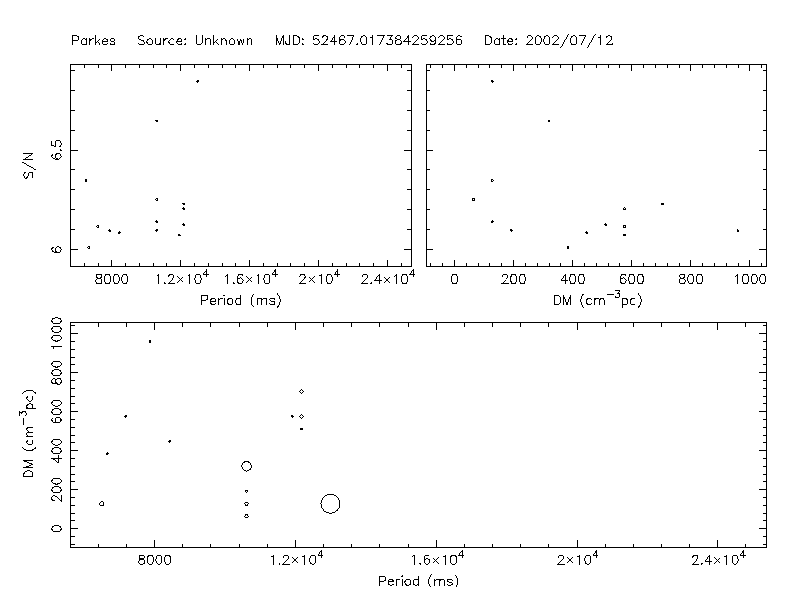 Parkes Source: Unknown MJD: 52467.017384259256 Date: 2002/07/12
S/N
6.5
6
8000 1.2×10⁴ 1.6×10⁴ 2×10⁴ 2.4×10⁴
Period (ms)
0 200 400 600 800 1000
DM (cm⁻³pc)
DM (cm⁻³pc)
1000
800
600
400
200
0
8000 1.2×10⁴ 1.6×10⁴ 2×10⁴ 2.4×10⁴
Period (ms)